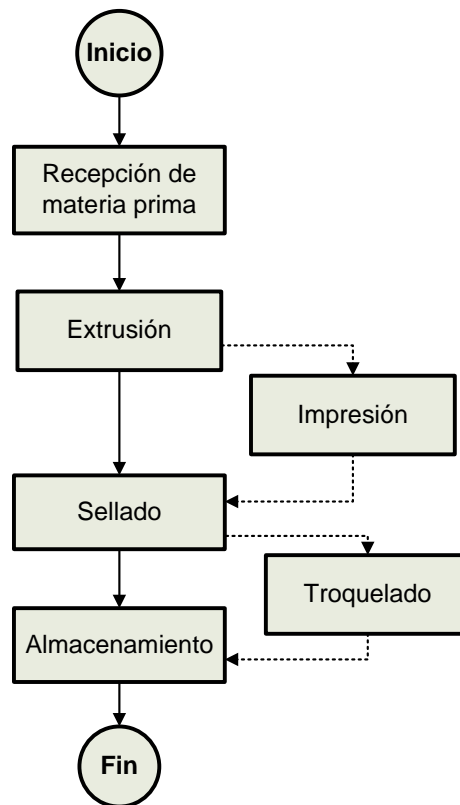 Inicio
Recepción de
materia prima
Extrusión
Impresión
Sellado
Troquelado
Almacenamiento
Fin